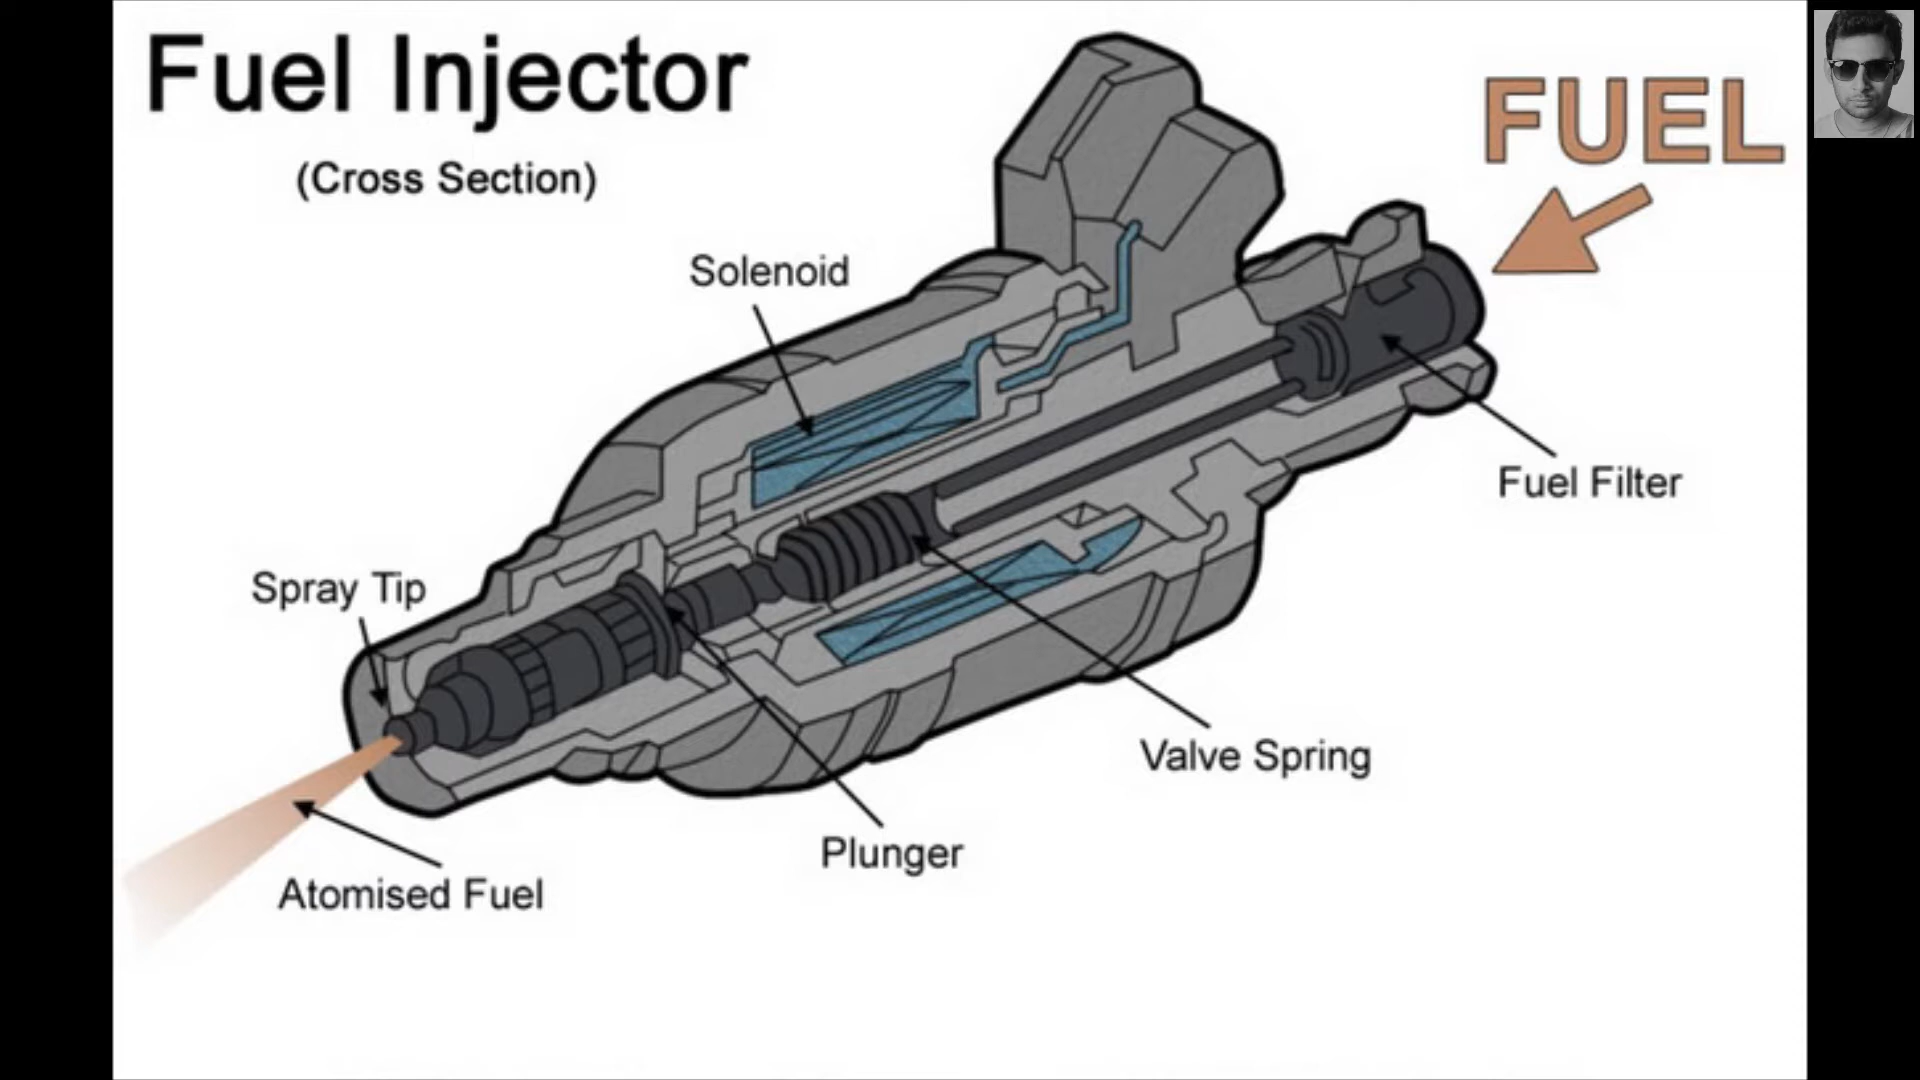 Fuel Injector
(Cross Section)
FUEL
Solenoid
Fuel Filter
Spray Tip
Valve Spring
Plunger
Atomised Fuel